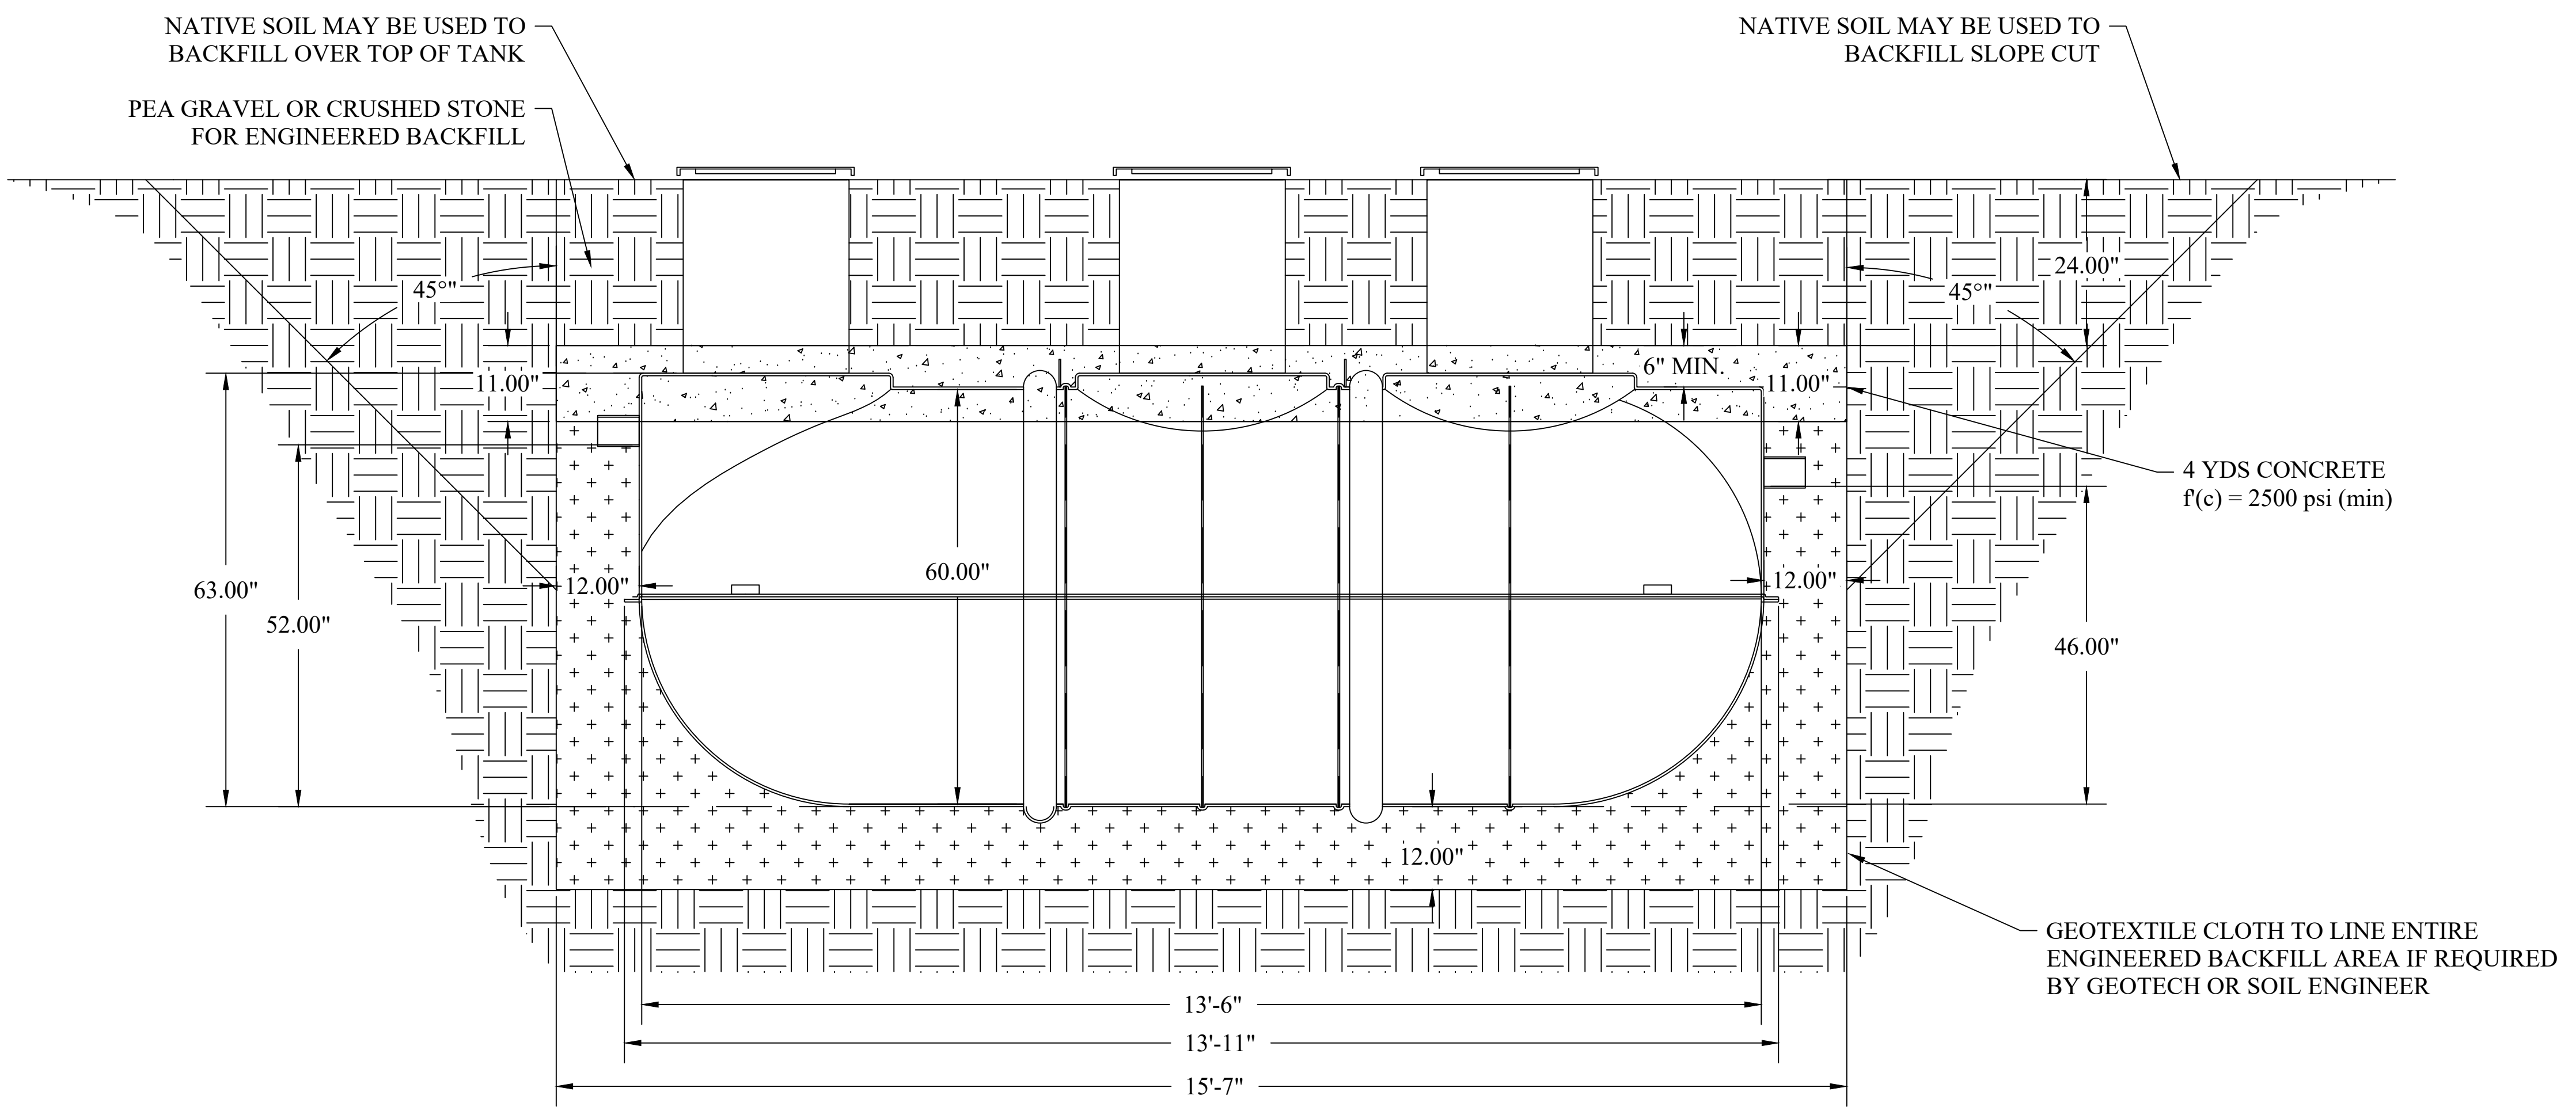 NATIVE SOIL MAY BE USED TO
BACKFILL OVER TOP OF TANK
NATIVE SOIL MAY BE USED TO
BACKFILL SLOPE CUT
PEA GRAVEL OR CRUSHED STONE
FOR ENGINEERED BACKFILL
45°"
24.00"
45°"
11.00"
6" MIN.
11.00"
4 YDS CONCRETE
f'(c) = 2500 psi (min)
63.00"
12.00"
60.00"
12.00"
52.00"
46.00"
12.00"
GEOTEXTILE CLOTH TO LINE ENTIRE
ENGINEERED BACKFILL AREA IF REQUIRED
BY GEOTECH OR SOIL ENGINEER
13'-6"
13'-11"
15'-7"